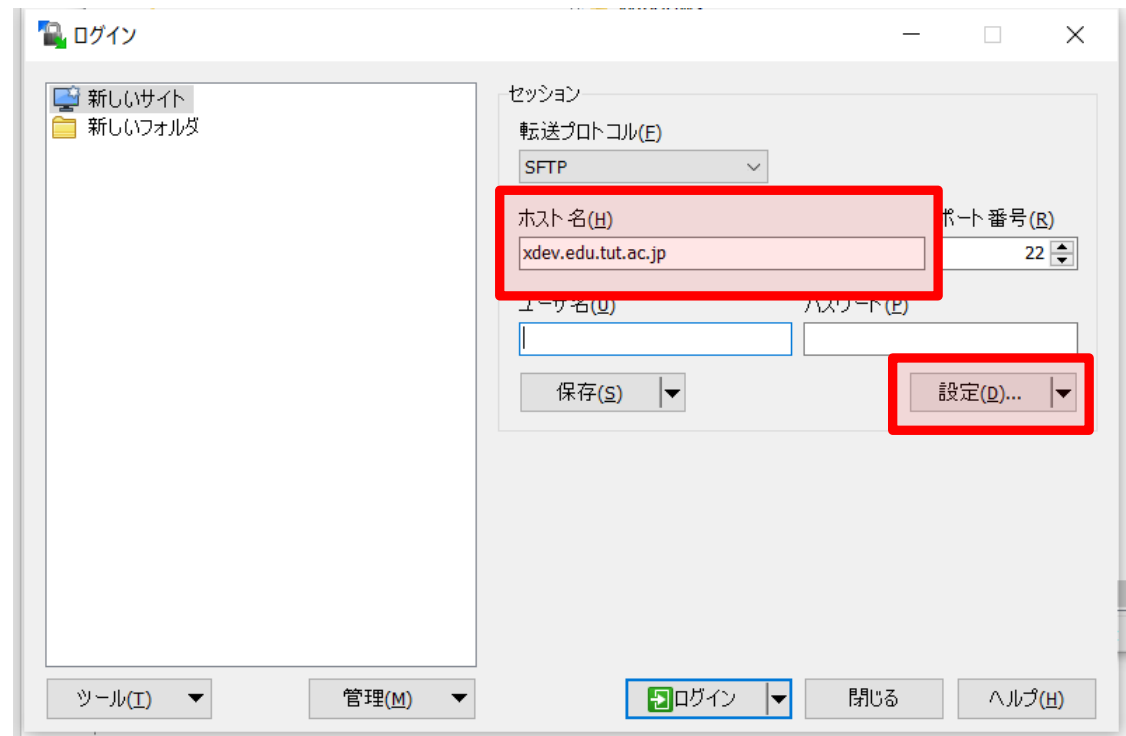 ログイン
新しいサイト
新しいフォルダ
セッション
転送プロトコル(F)
SFTP
ホスト名(H)
ポート番号(R)
xdev.edu.tut.ac.jp
22
ユーザ名(U)
パスワード(P)
保存(S)
設定(D)...
ツール(T)
管理(M)
ログイン
閉じる
ヘルプ(H)